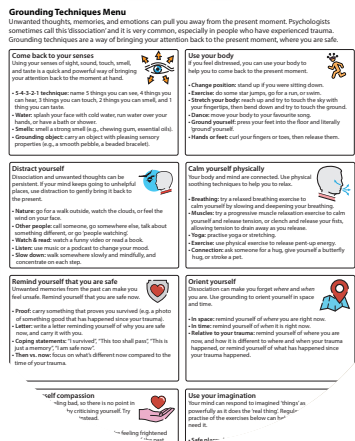 Grounding Techniques Menu
Unwanted thoughts, memories, and emotions can pull you away from the present moment. Psychologists
sometimes call this 'dissociation' and it is very common, especially in people who have experienced trauma.
Grounding techniques are a way of bringing your attention back to the present moment, where you are safe.
Come back to your senses
Using your senses of sight, sound, touch, smell,
and taste is a quick and powerful way of bringing
your attention back to the moment at hand.
• 5-4-3-2-1 technique: name 5 things you can see, 4 things you
can hear, 3 things you can touch, 2 things you can smell, and 1
thing you can taste.
• Water: splash your face with cold water, run water over your
hands, or have a bath or shower.
• Smells: smell a strong smell (e.g., chewing gum, essential oils).
• Grounding object: carry an object with pleasing sensory
properties (e.g., a smooth pebble, a beaded bracelet).
Use your body
If you feel distressed, you can use your body to
help you to come back to the present moment.
• Change position: stand up if you were sitting down.
• Exercise: do some star jumps, go for a run, or swim.
• Stretch your body: reach up and try to touch the sky with
your fingertips, then bend down and try to touch the ground.
• Dance: move your body to your favourite song.
• Ground yourself: press your feet into the floor and literally
'ground yourself'.
• Hands or feet: curl your fingers or toes, then release them.
Distract yourself
Dissociation and unwanted thoughts can be
persistent. If your mind keeps going to unhelpful
places, use distraction to gently bring it back to
the present.
• Nature: go for a walk outside, watch the clouds, or feel the
wind on your face.
• Other people: call someone, go somewhere else, talk about
something different, or go 'people watching'.
• Watch & read: watch a funny video or read a book.
• Listen: use music or a podcast to change your mood.
• Slow down: walk somewhere slowly and mindfully, and
concentrate on each step.
Calm yourself physically
Your body and mind are connected. Use physical
soothing techniques to help you to relax.
• Breathing: try a relaxed breathing exercise to
calm yourself by slowing and deepening your breathing.
• Muscles: try a progressive muscle relaxation exercise to calm
yourself and release tension, or clench and release your fists,
allowing tension to drain away as you release.
• Yoga: practise yoga or stretching.
• Exercise: use physical exercise to release pent-up energy.
• Connection: ask someone for a hug, give yourself a butterfly
hug, or stroke a pet.
Remind yourself that you are safe
Unwanted memories from the past can make you
feel unsafe. Remind yourself that you are safe now.
• Proof: carry something that proves you survived (e.g. a photo
of something good that has happened since your trauma).
• Letter: write a letter reminding yourself of why you are safe
now, and carry it with you.
• Coping statements: "I survived", "This too shall pass", "This is
just a memory", "I am safe now".
• Then vs. now: focus on what's different now compared to the
time of your trauma.
Orient yourself
Dissociation can make you forget where and when
you are. Use grounding to orient yourself in space
and time.
• In space: remind yourself of where you are right now.
• In time: remind yourself of when it is right now.
• Relative to your trauma: remind yourself of where you are
now, and how it is different to where and when your trauma
happened, or remind yourself of what has happened since
your trauma happened.
self compassion
feeling bad, so there is no point in
by criticising yourself. Try
instead.
feeling frightened
Use your imagination
Your mind can respond to imagined 'things' as
powerfully as it does the 'real thing'. Regular
practise of the exercises below can
need it.